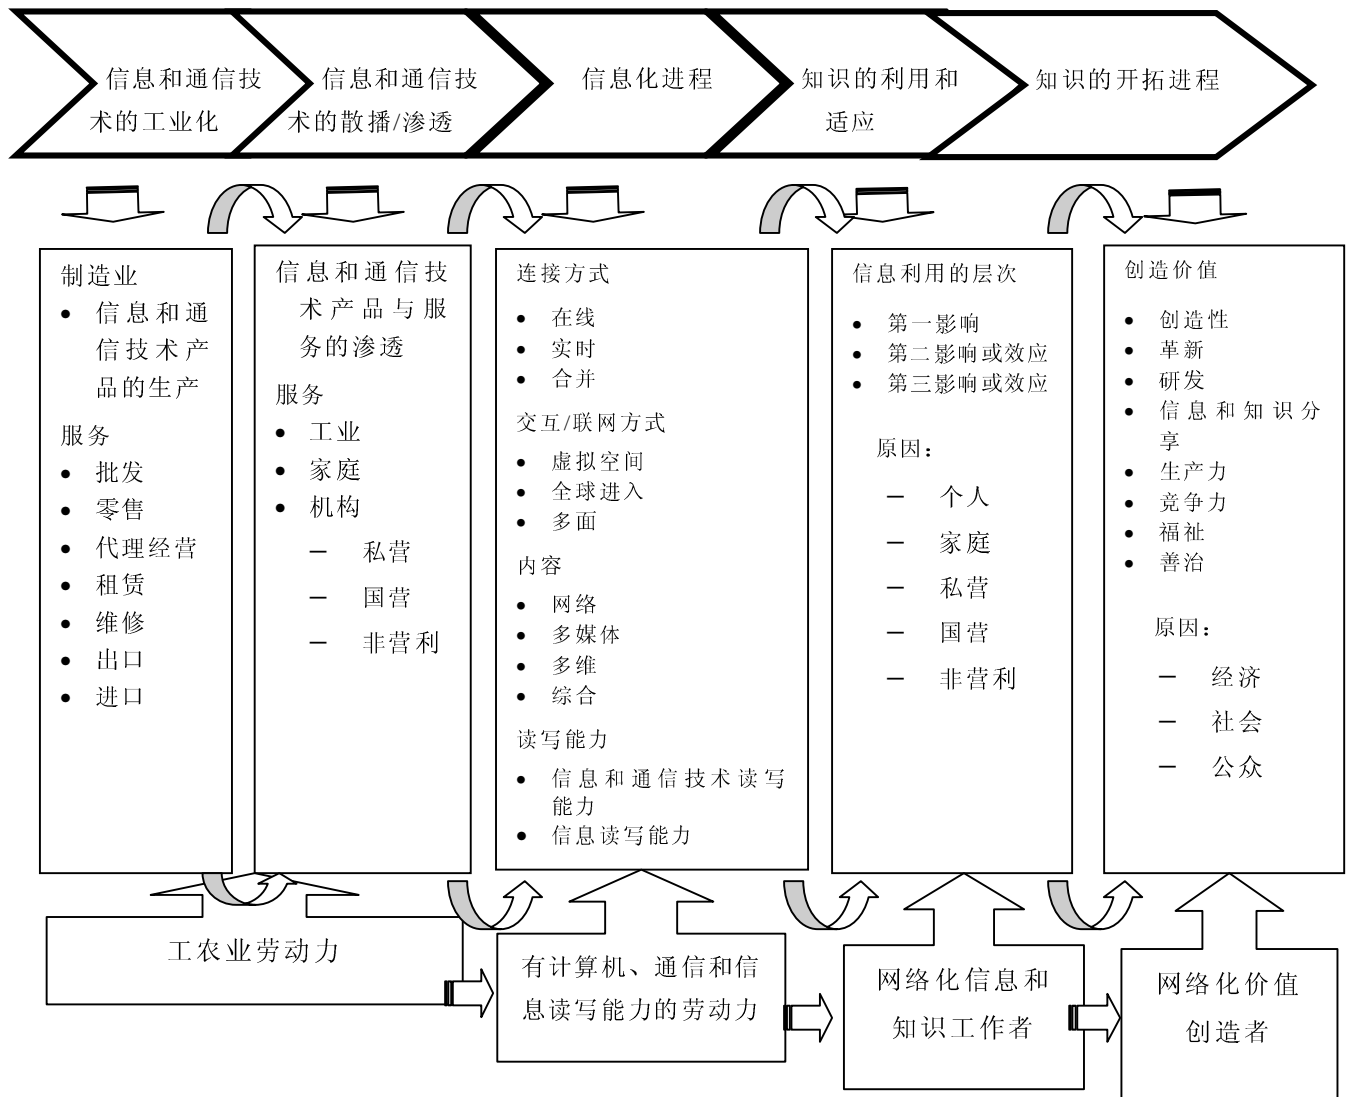 信息和通信技
术的工业化
信息和通信技
术的散播/渗透
信息化进程
知识的利用和
适应
知识的开拓进程
制造业
• 信息和通
信技术产
品的生产
服务
• 批发
• 零售
• 代理经营
• 租赁
• 维修
• 出口
• 进口
信息和通信技
术产品与服
务的渗透
服务
• 工业
• 家庭
• 机构
– 私营
– 国营
– 非营利
连接方式
• 在线
• 实时
• 合并
交互/联网方式
• 虚拟空间
• 全球进入
• 多面
内容
• 网络
• 多媒体
• 多维
• 综合
读写能力
• 信息和通信技术读写
能力
• 信息读写能力
信息利用的层次
• 第一影响
• 第二影响或效应
• 第三影响或效应
原因：
– 个人
– 家庭
– 私营
– 国营
– 非营利
创造价值
• 创造性
• 革新
• 研发
• 信息和知识分
享
• 生产力
• 竞争力
• 福祉
• 善治
原因：
– 经济
– 社会
– 公众
工农业劳动力
有计算机、通信和信
息读写能力的劳动力
网络化信息和
知识工作者
网络化价值
创造者